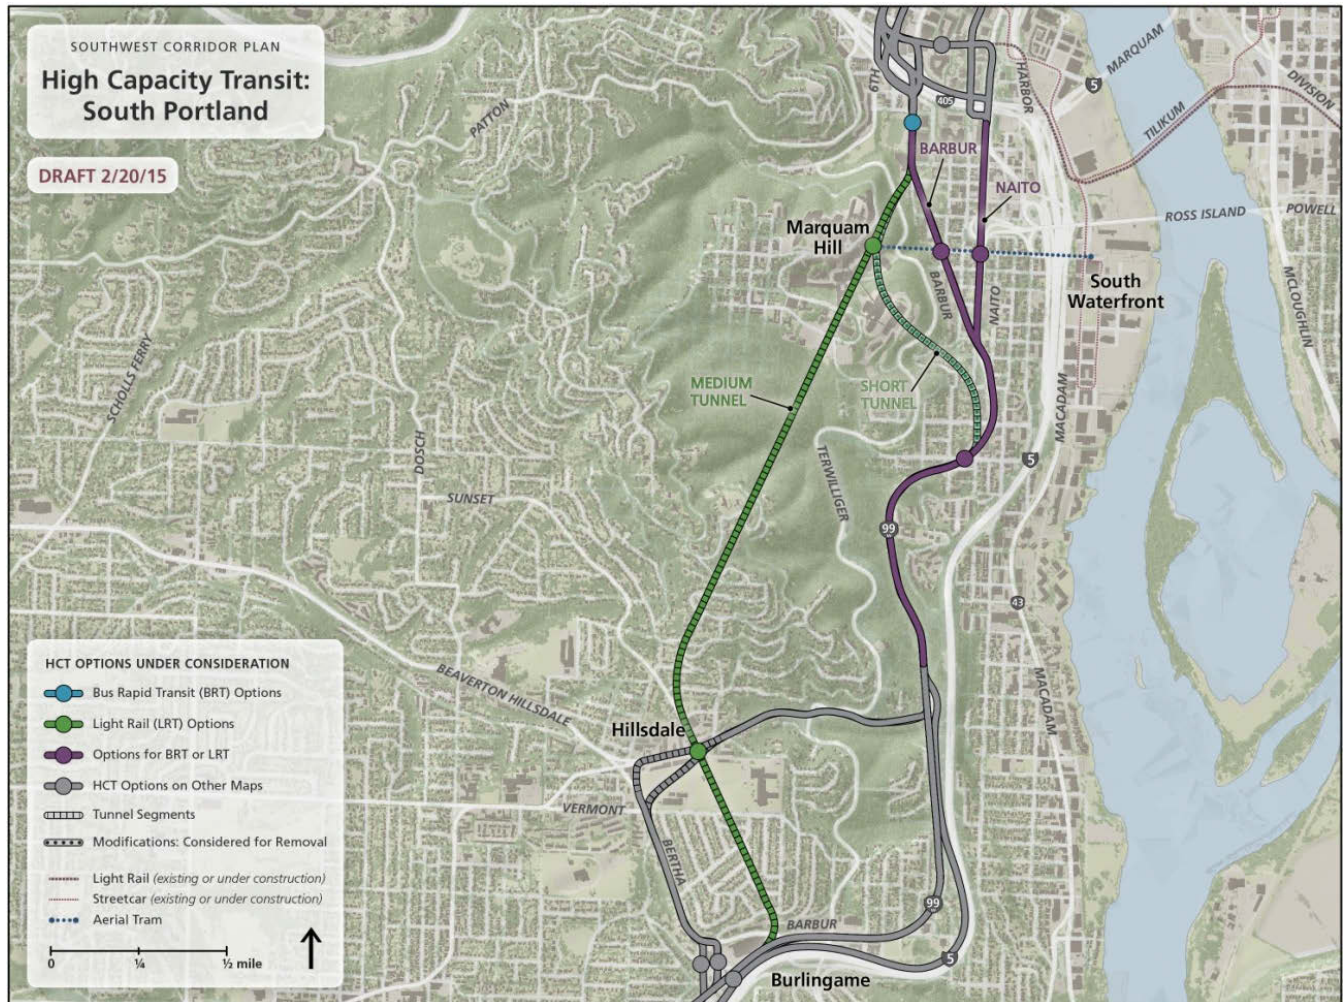 SOUTHWEST CORRIDOR PLAN
High Capacity Transit:
South Portland
DRAFT 2/20/15
PATTON
6TH
405
HARBOR
5
MARQUAM
DIVISION
TILIKUM
BARBUR
NAITO
ROSS ISLAND
POWELL
Marquam
Hill
South
Waterfront
BARBUR
NAITO
MCLOUGHLIN
SCHOLLS FERRY
MEDIUM
TUNNEL
SHORT
TUNNEL
MACADAM
DOSCH
SUNSET
TERWILLIGER
5
99
43
MACADAM
BEAVERTON HILLSDALE
Hillsdale
VERMONT
BERTHA
99
BARBUR
5
Burlingame
HCT OPTIONS UNDER CONSIDERATION
Bus Rapid Transit (BRT) Options
Light Rail (LRT) Options
Options for BRT or LRT
HCT Options on Other Maps
Tunnel Segments
Modifications: Considered for Removal
Light Rail (existing or under construction)
Streetcar (existing or under construction)
Aerial Tram
0 ¼ ½ mile